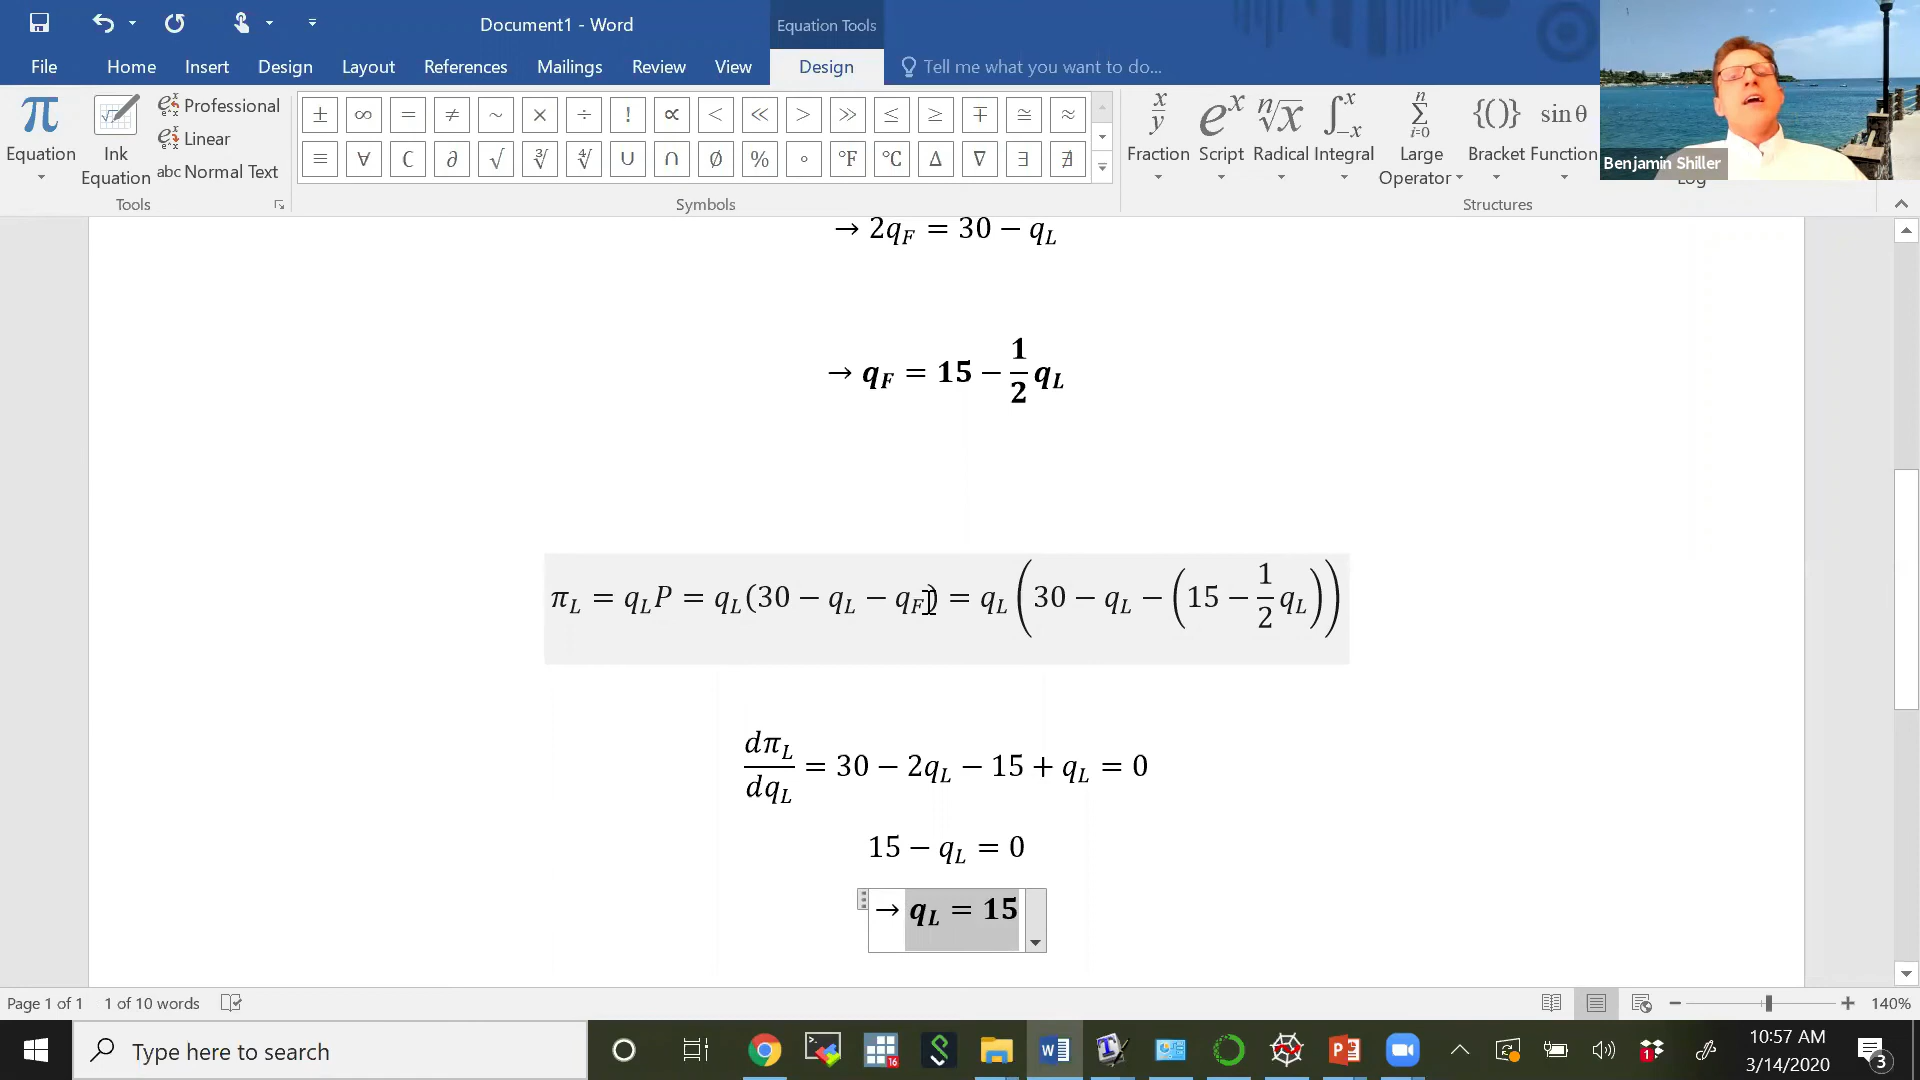 Document1 - Word
Equation Tools
File
Home
Insert
Design
Layout
References
Mailings
Review
View
Design
Tell me what you want to do...
Benjamin Shiller
π
Equation
Ink
Equation
Professional
Linear
abc Normal Text
Tools
± ∞ = ≠ ~ × ÷ ! ∝ < ≪ > ≫ ≤ ≥ ∓ ≅ ≈
≡ ∀ ∁ ∂ √ ∛ ∜ ∪ ∩ ∅ % ° °F °C ∆ ∇ ∃ ∄
Symbols
Fraction
Script
Radical
Integral
Large
Operator
Bracket
Function
sin θ
Structures
→ 2q_F = 30 − q_L
→ q_F = 15 − 1/2 q_L
π_L = q_L P = q_L(30 − q_L − q_F) = q_L(30 − q_L − (15 − 1/2 q_L))
dπ_L/dq_L = 30 − 2q_L − 15 + q_L = 0
15 − q_L = 0
→ q_L = 15
Page 1 of 1
1 of 10 words
140%
Type here to search
16
1
10:57 AM
3/14/2020
3